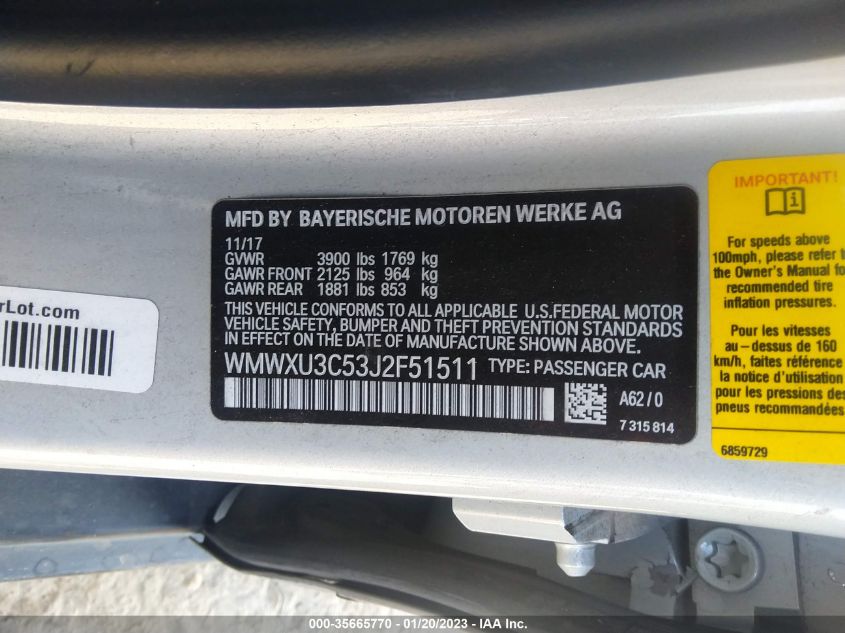 MFD BY BAYERISCHE MOTOREN WERKE AG
11/17
GVWR 3900 lbs 1769 kg
GAWR FRONT 2125 lbs 964 kg
GAWR REAR 1881 lbs 853 kg
THIS VEHICLE CONFORMS TO ALL APPLICABLE U.S.FEDERAL MOTOR
VEHICLE SAFETY, BUMPER AND THEFT PREVENTION STANDARDS
IN EFFECT ON THE DATE OF MANUFACTURE SHOWN ABOVE.
WMWXU3C53J2F51511 TYPE: PASSENGER CAR
A62/0
7 315 814
rLot.com
IMPORTANT!
For speeds above
100mph, please refer t
the Owner's Manual fo
recommended tire
inflation pressures.
Pour les vitesses
au-dessus de 160
km/h, veuillez référe
la notice d'utilisation
pour les pressions de
pneus recommandées
6859729
000-35665770 - 01/20/2023 - IAA Inc.